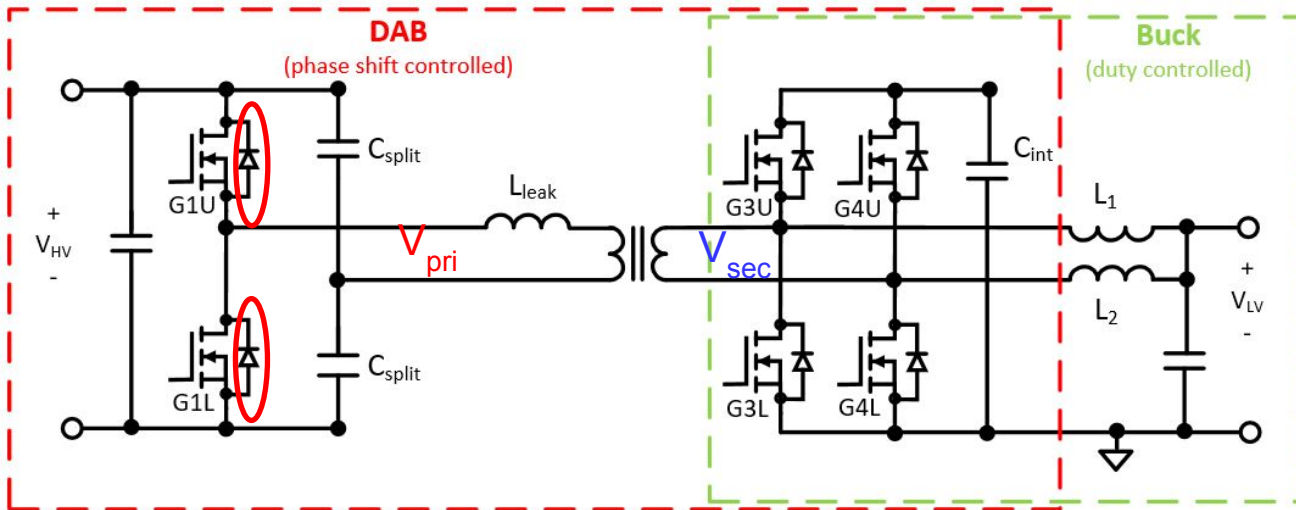 DAB
(phase shift controlled)
Buck
(duty controlled)
Csplit
Cint
G1U
Lleak
G3U
G4U
L1
+
VHV
-
Vpri
Vsec
+
VLV
-
L2
Csplit
G1L
G3L
G4L